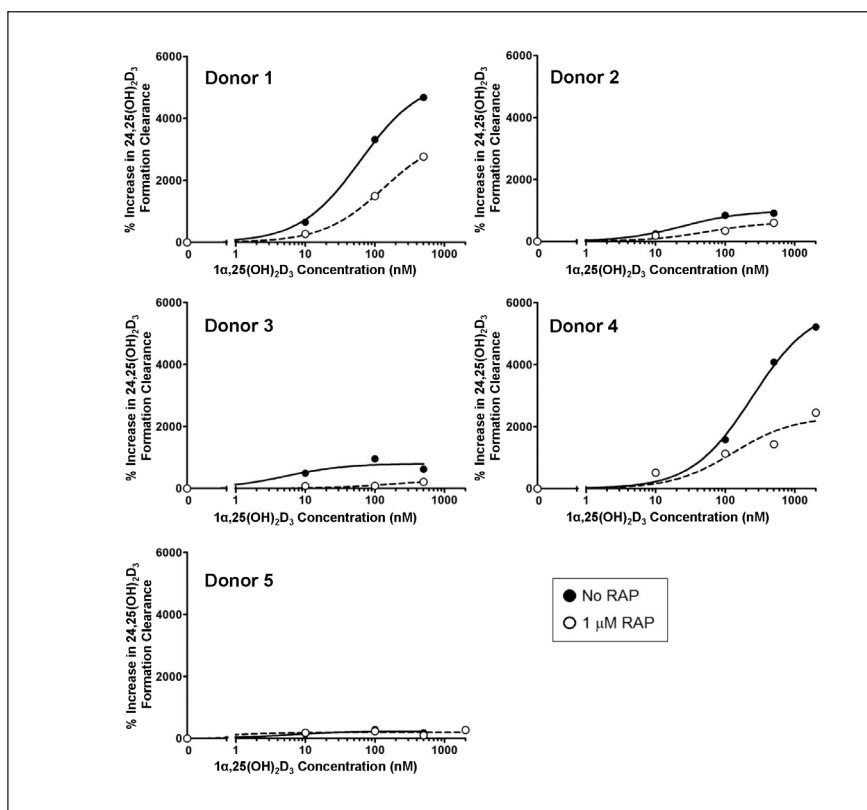 Donor 1
% Increase in 24,25(OH)₂D₃
Formation Clearance
6000
4000
2000
0
0
1
10
100
1000
1α,25(OH)₂D₃ Concentration (nM)
Donor 2
% Increase in 24,25(OH)₂D₃
Formation Clearance
6000
4000
2000
0
0
1
10
100
1000
1α,25(OH)₂D₃ Concentration (nM)
Donor 3
% Increase in 24,25(OH)₂D₃
Formation Clearance
6000
4000
2000
0
0
1
10
100
1000
1α,25(OH)₂D₃ Concentration (nM)
Donor 4
% Increase in 24,25(OH)₂D₃
Formation Clearance
6000
4000
2000
0
0
1
10
100
1000
1α,25(OH)₂D₃ Concentration (nM)
Donor 5
% Increase in 24,25(OH)₂D₃
Formation Clearance
6000
4000
2000
0
0
1
10
100
1000
1α,25(OH)₂D₃ Concentration (nM)
No RAP
1 μM RAP